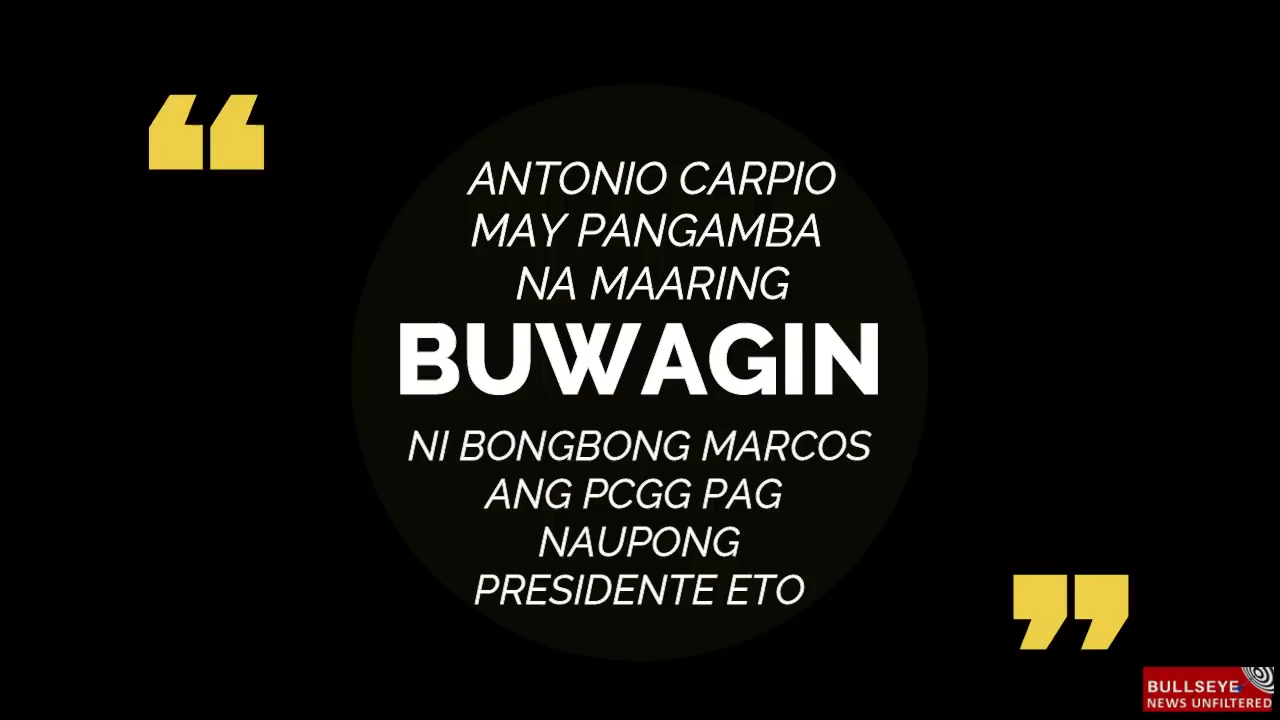 ANTONIO CARPIO
MAY PANGAMBA
NA MAARING
BUWAGIN
NI BONGBONG MARCOS
ANG PCGG PAG
NAUPONG
PRESIDENTE ETO
BULLSEYE
NEWS UNFILTERED